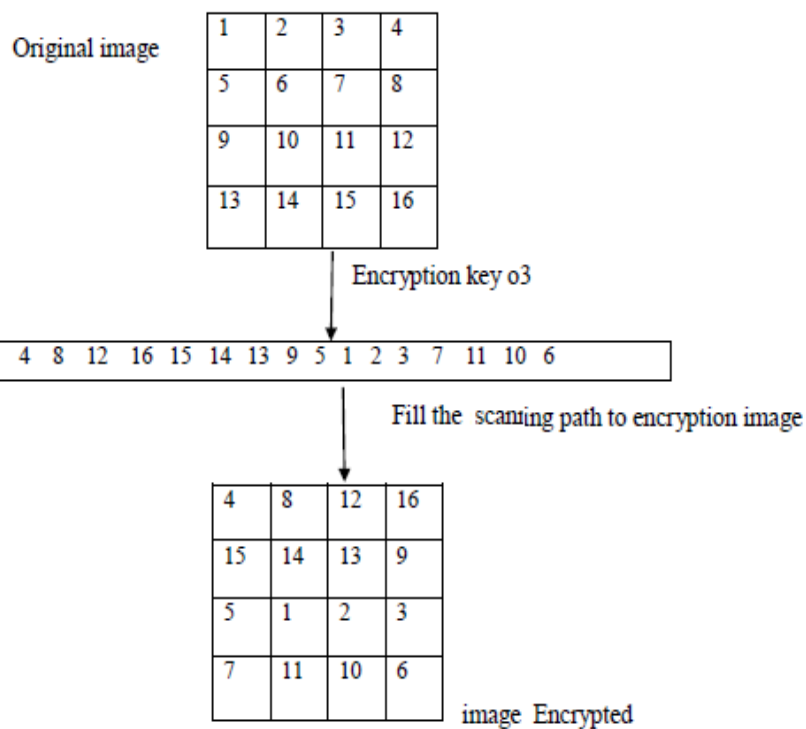 Original image
1 2 3 4
5 6 7 8
9 10 11 12
13 14 15 16
Encryption key o3
4 8 12 16 15 14 13 9 5 1 2 3 7 11 10 6
Fill the scanning path to encryption image
4 8 12 16
15 14 13 9
5 1 2 3
7 11 10 6
image Encrypted